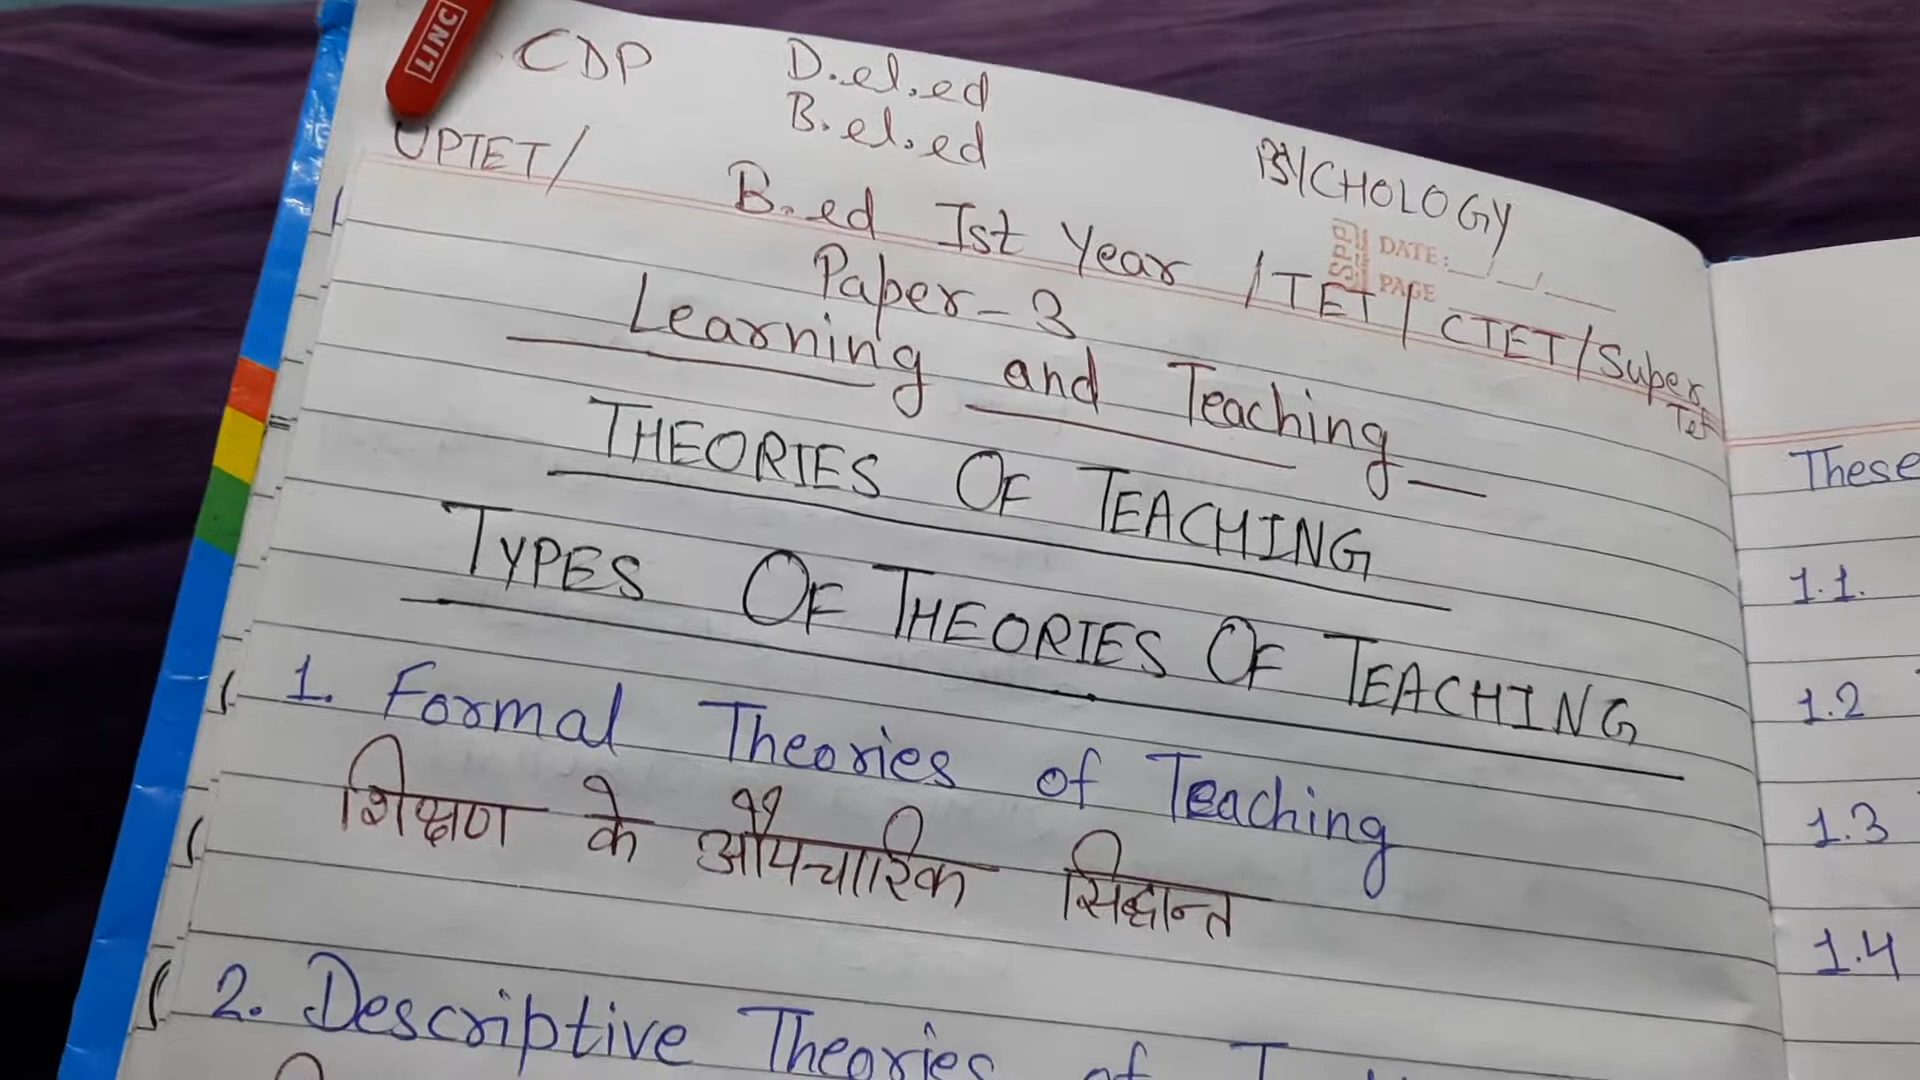 LINC
CDP
D.el.ed
B.el.ed
UPTET/
PSYCHOLOGY
B.ed Ist Year /TET/ CTET/Super Tet
DATE:
PAGE
Paper-3
Learning and Teaching
THEORIES OF TEACHING
TYPES OF THEORIES OF TEACHING
1. Formal Theories of Teaching
शिक्षण के औपचारिक सिद्धान्त
2. Descriptive Theories of
These
1.1.
1.2
1.3
1.4